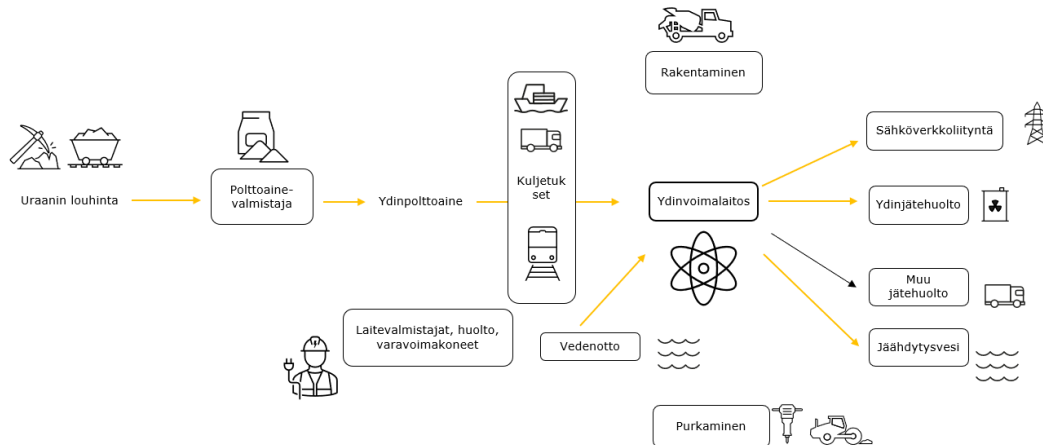 Rakentaminen
Sähköverkkoliityntä
Uraanin louhinta
Polttoaine-
valmistaja
Ydinpolttoaine
Kuljetuk
set
Ydinvoimalaitos
Ydinjätehuolto
Muu
jätehuolto
Laitevalmistajat, huolto,
varavoimakoneet
Vedenotto
Jäähdytysvesi
Purkaminen